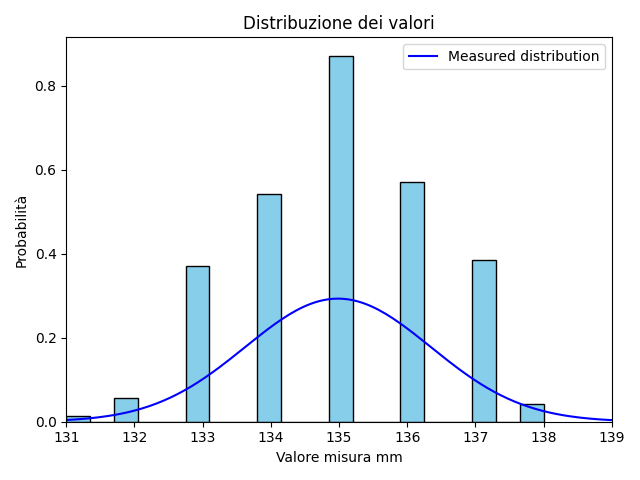 Distribuzione dei valori
Measured distribution
Probabilità
0.8
0.6
0.4
0.2
0.0
131 132 133 134 135 136 137 138 139
Valore misura mm